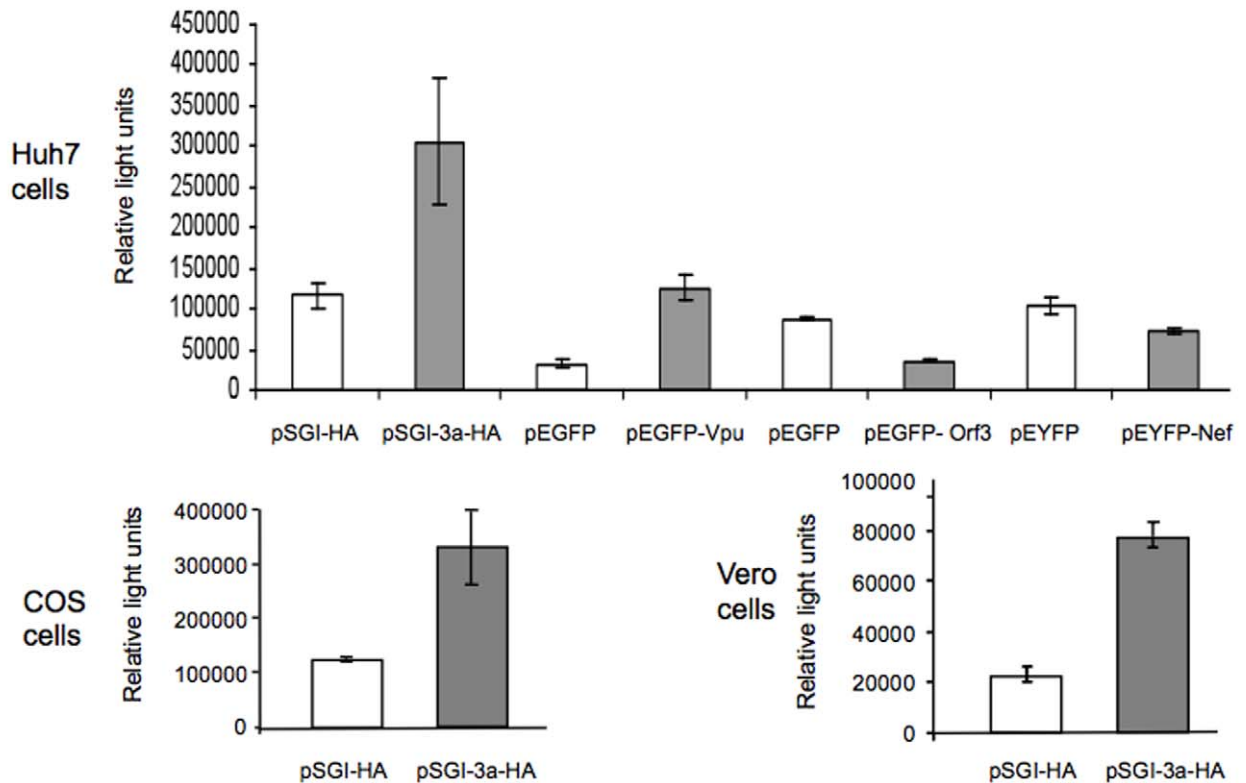 Huh7
cells
Relative light units
450000
400000
350000
300000
250000
200000
150000
100000
50000
0
pSGI-HA pSGI-3a-HA pEGFP pEGFP-Vpu pEGFP pEGFP- Orf3 pEYFP pEYFP-Nef
COS
cells
Relative light units
400000
300000
200000
100000
0
pSGI-HA pSGI-3a-HA
Vero
cells
Relative light units
100000
80000
60000
40000
20000
0
pSGI-HA pSGI-3a-HA